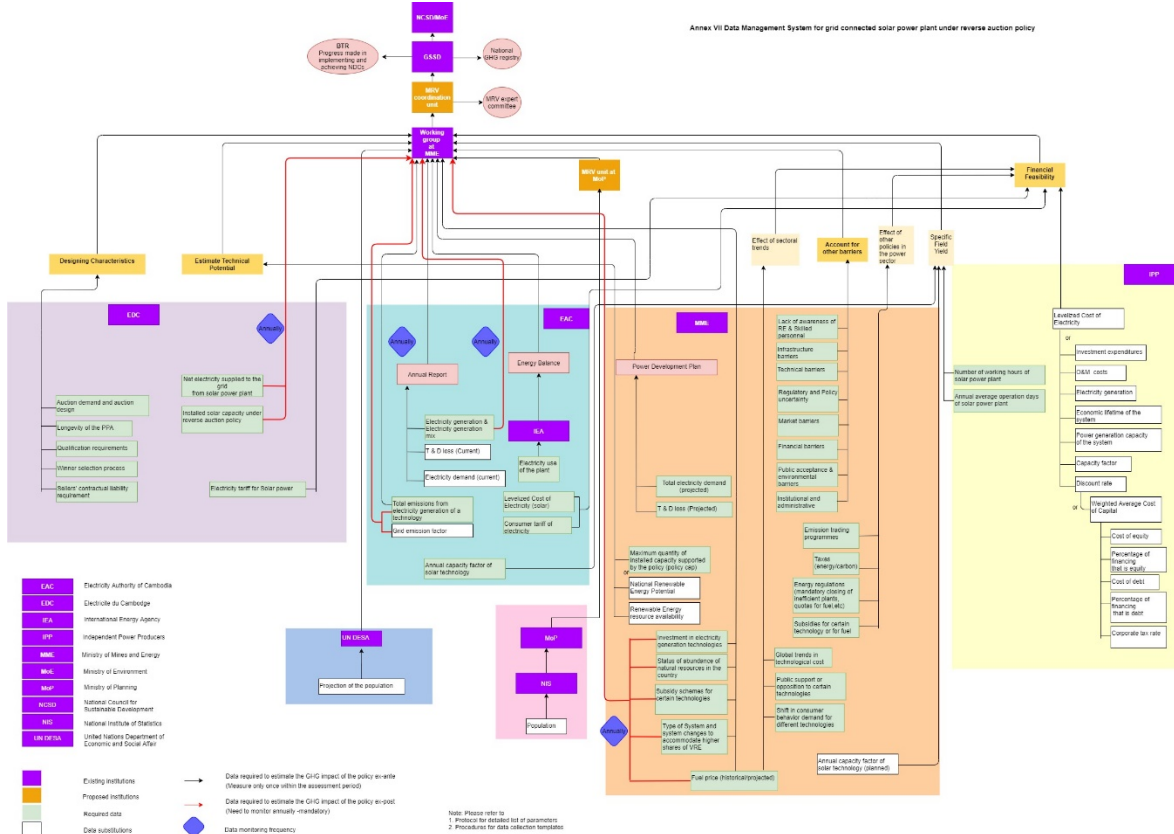 Annex VII Data Management System for grid connected solar power plant under reverse auction policy
NCSD/MoE
BTR
Progress made in
implementing and
achieving NDCs
GSSD
National
GHG registry
MRV
coordination
unit
MRV expert
committee
Working
group
at
MME
MRV unit at
MoP
Financial
Feasibility
Designing Characteristics
Estimate Technical
Potential
Effect of sectoral
trends
Account for
other barriers
Effect of
other
policies in
the power
sector
Specific
Field
Yield
EDC
Annually
Net electricity supplied to the
grid
from solar power plant
Installed solar capacity under
reverse auction policy
Auction demand and auction
design
Longevity of the PPA
Qualification requirements
Winner selection process
Sellers' contractual liability
requirement
Electricity tariff for Solar power
EAC
Annually
Annually
Annual Report
Energy Balance
Electricity generation &
Electricity generation
mix
T & D loss (Current)
Electricity demand (current)
IEA
Electricity use of
the plant
Total emissions from
electricity generation of a
technology
Grid emission factor
Levelized Cost of
Electricity (solar)
Consumer tariff of
electricity
Annual capacity factor of
solar technology
MME
Power Development Plan
Total electricity demand
(projected)
T & D loss (Projected)
Maximum quantity of
installed capacity supported
by the policy (policy cap)
or
National Renewable
Energy Potential
Renewable Energy
resource availability
Lack of awareness of
RE & Skilled
personnel
Infrastructure
barriers
Technical barriers
Regulatory and Policy
uncertainty
Market barriers
Financial barriers
Public acceptance &
environmental barriers
Institutional and
administrative
Emission trading
programmes
Taxes
(energy/carbon)
Energy regulations
(mandatory closing of
inefficient plants,
quotas for fuel,etc)
Subsidies for certain
technology or for fuel
Investment in electricity
generation technologies
Status of abundance of
natural resources in the
country
Subsidy schemes for
certain technologies
Annually
Type of System and
system changes to
accommodate higher
shares of VRE
Fuel price (historical/projected)
Global trends in
technological cost
Public support or
opposition to certain
technologies
Shift in consumer
behavior demand for
different technologies
Annual capacity factor of
solar technology (planned)
Number of working hours of
solar power plant
Annual average operation days
of solar power plant
IPP
Levelized Cost of
Electricity
or
Investment expenditures
O&M costs
Electricity generation
Economic lifetime of the
system
Power generation capacity
of the system
Capacity factor
Discount rate
or
Weighted Average Cost
of Capital
Cost of equity
Percentage of
financing
that is equity
Cost of debt
Percentage of
financing
that is debt
Corporate tax rate
UN DESA
Projection of the population
MoP
NIS
Population
EAC
Electricity Authority of Cambodia
EDC
Electricite du Cambodge
IEA
International Energy Agency
IPP
Independent Power Producers
MME
Ministry of Mines and Energy
MoE
Ministry of Environment
MoP
Ministry of Planning
NCSD
National Council for
Sustainable Development
NIS
National Institute of Statistics
UN DESA
United Nations Department of
Economic and Social Affair
Existing institutions
Proposed institutions
Required data
Data substitutions
Data required to estimate the GHG impact of the policy ex-ante
(Measure only once within the assessment period)
Data required to estimate the GHG impact of the policy ex-post
(Need to monitor annually -mandatory)
Data monitoring frequency
Note: Please refer to
1. Protocol for detailed list of parameters
2. Procedures for data collection templates